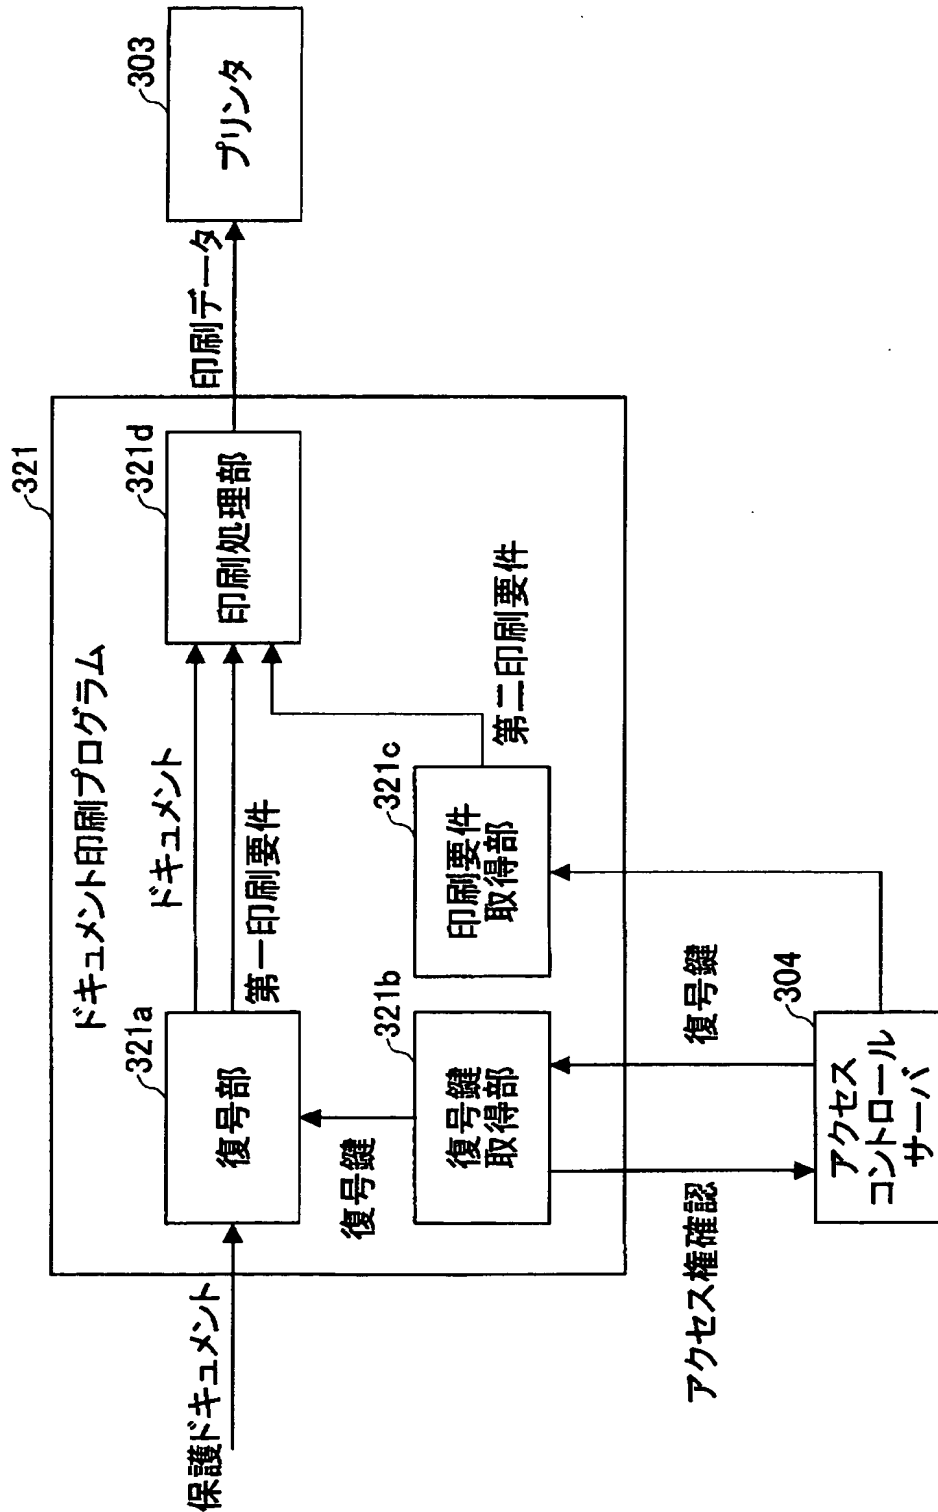 321
ドキュメント印刷プログラム
保護ドキュメント
321a
復号部
ドキュメント
第一印刷要件
321d
印刷処理部
印刷データ
303
プリンタ
復号鍵
321b
復号鍵
取得部
321c
印刷要件
取得部
第二印刷要件
アクセス権確認
復号鍵
304
アクセス
コントロール
サーバ